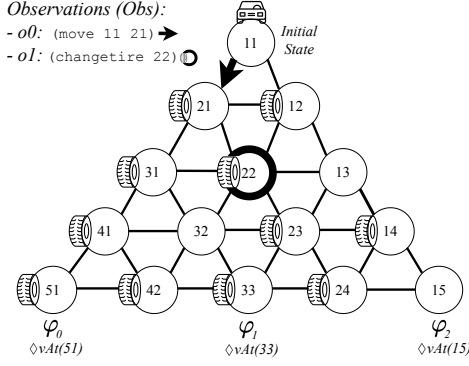 Observations (Obs):
- o0: (move 11 21)
- o1: (changetire 22)
Initial
State
11
21
12
31
22
13
41
32
23
14
51
42
33
24
15
φ0
φ1
φ2
◊vAt(51)
◊vAt(33)
◊vAt(15)